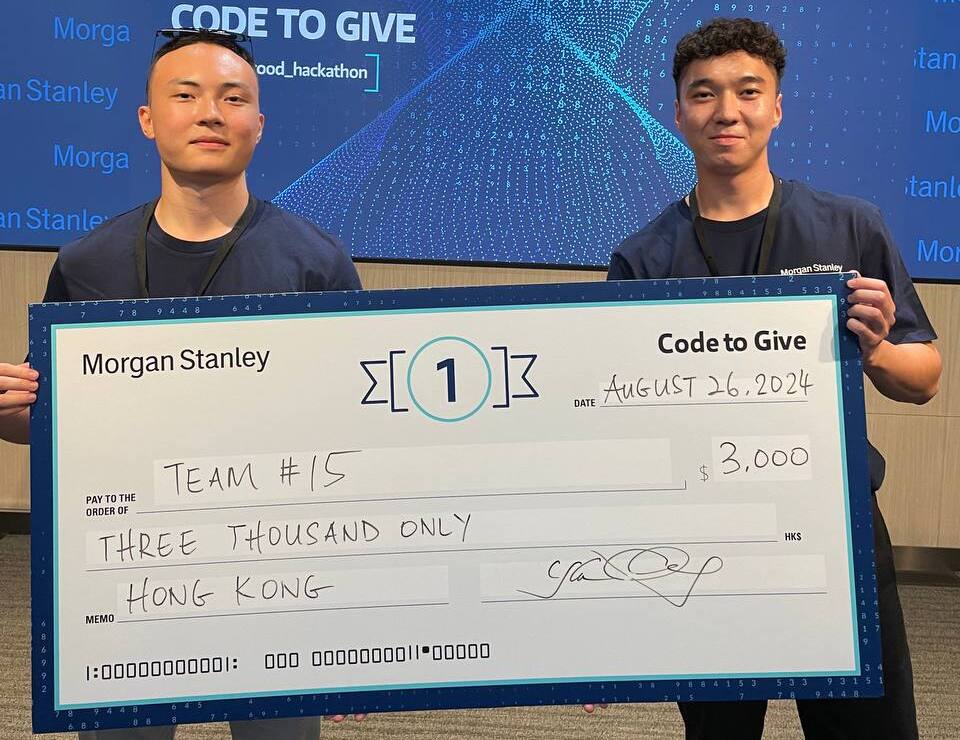 CODE TO GIVE
ood_hackathon]
Morga
an Stanley
Morga
an Stanley
Stan
Mo
Stanl
Mor
Morgan Stanley
Morgan Stanley
[1]
Code to Give
DATE AUGUST 26, 2024
PAY TO THE ORDER OF TEAM #15
$ 3,000
THREE THOUSAND ONLY
HK$
MEMO HONG KONG